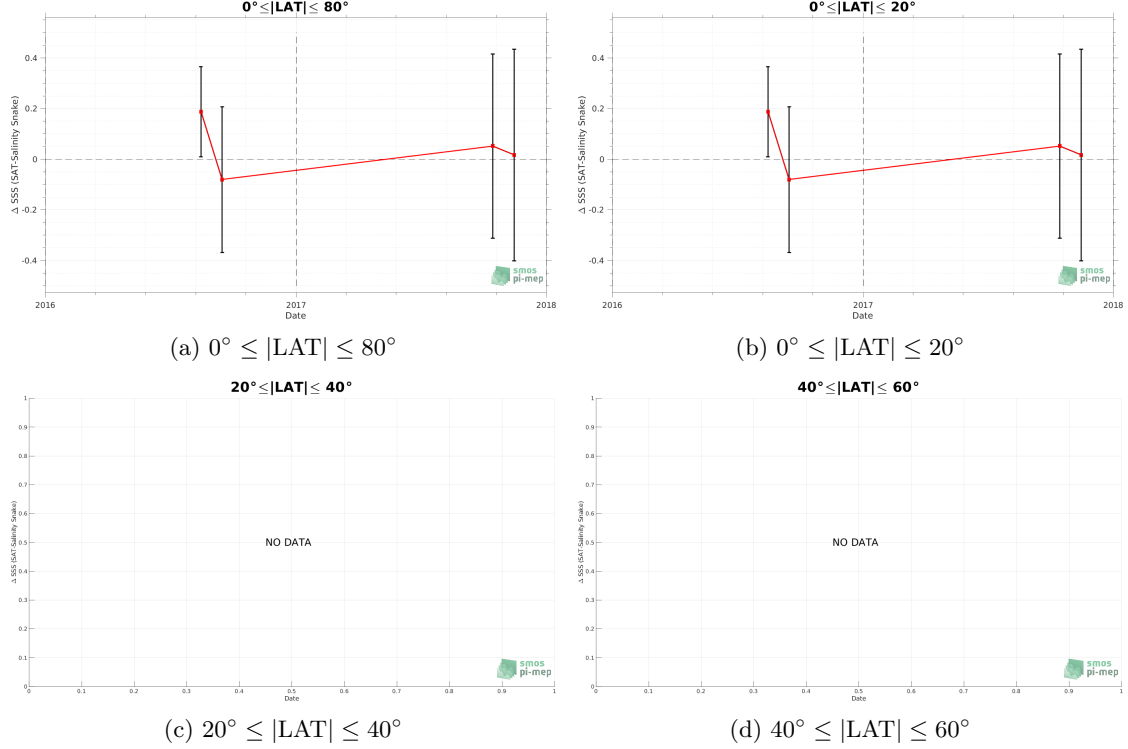 0°≤|LAT|≤ 80°
Δ SSS (SAT-Salinity Snake)
0.4
0.2
0
-0.2
-0.4
2016
2017
2018
Date
smos
pi-mep
(a) 0° ≤ |LAT| ≤ 80°
0°≤|LAT|≤ 20°
Δ SSS (SAT-Salinity Snake)
0.4
0.2
0
-0.2
-0.4
2016
2017
2018
Date
smos
pi-mep
(b) 0° ≤ |LAT| ≤ 20°
20°≤|LAT|≤ 40°
Δ SSS (SAT-Salinity Snake)
1
0.9
0.8
0.7
0.6
0.5
0.4
0.3
0.2
0.1
0
NO DATA
0 0.1 0.2 0.3 0.4 0.5 0.6 0.7 0.8 0.9 1
Date
smos
pi-mep
(c) 20° ≤ |LAT| ≤ 40°
40°≤|LAT|≤ 60°
Δ SSS (SAT-Salinity Snake)
1
0.9
0.8
0.7
0.6
0.5
0.4
0.3
0.2
0.1
0
NO DATA
0 0.1 0.2 0.3 0.4 0.5 0.6 0.7 0.8 0.9 1
Date
smos
pi-mep
(d) 40° ≤ |LAT| ≤ 60°